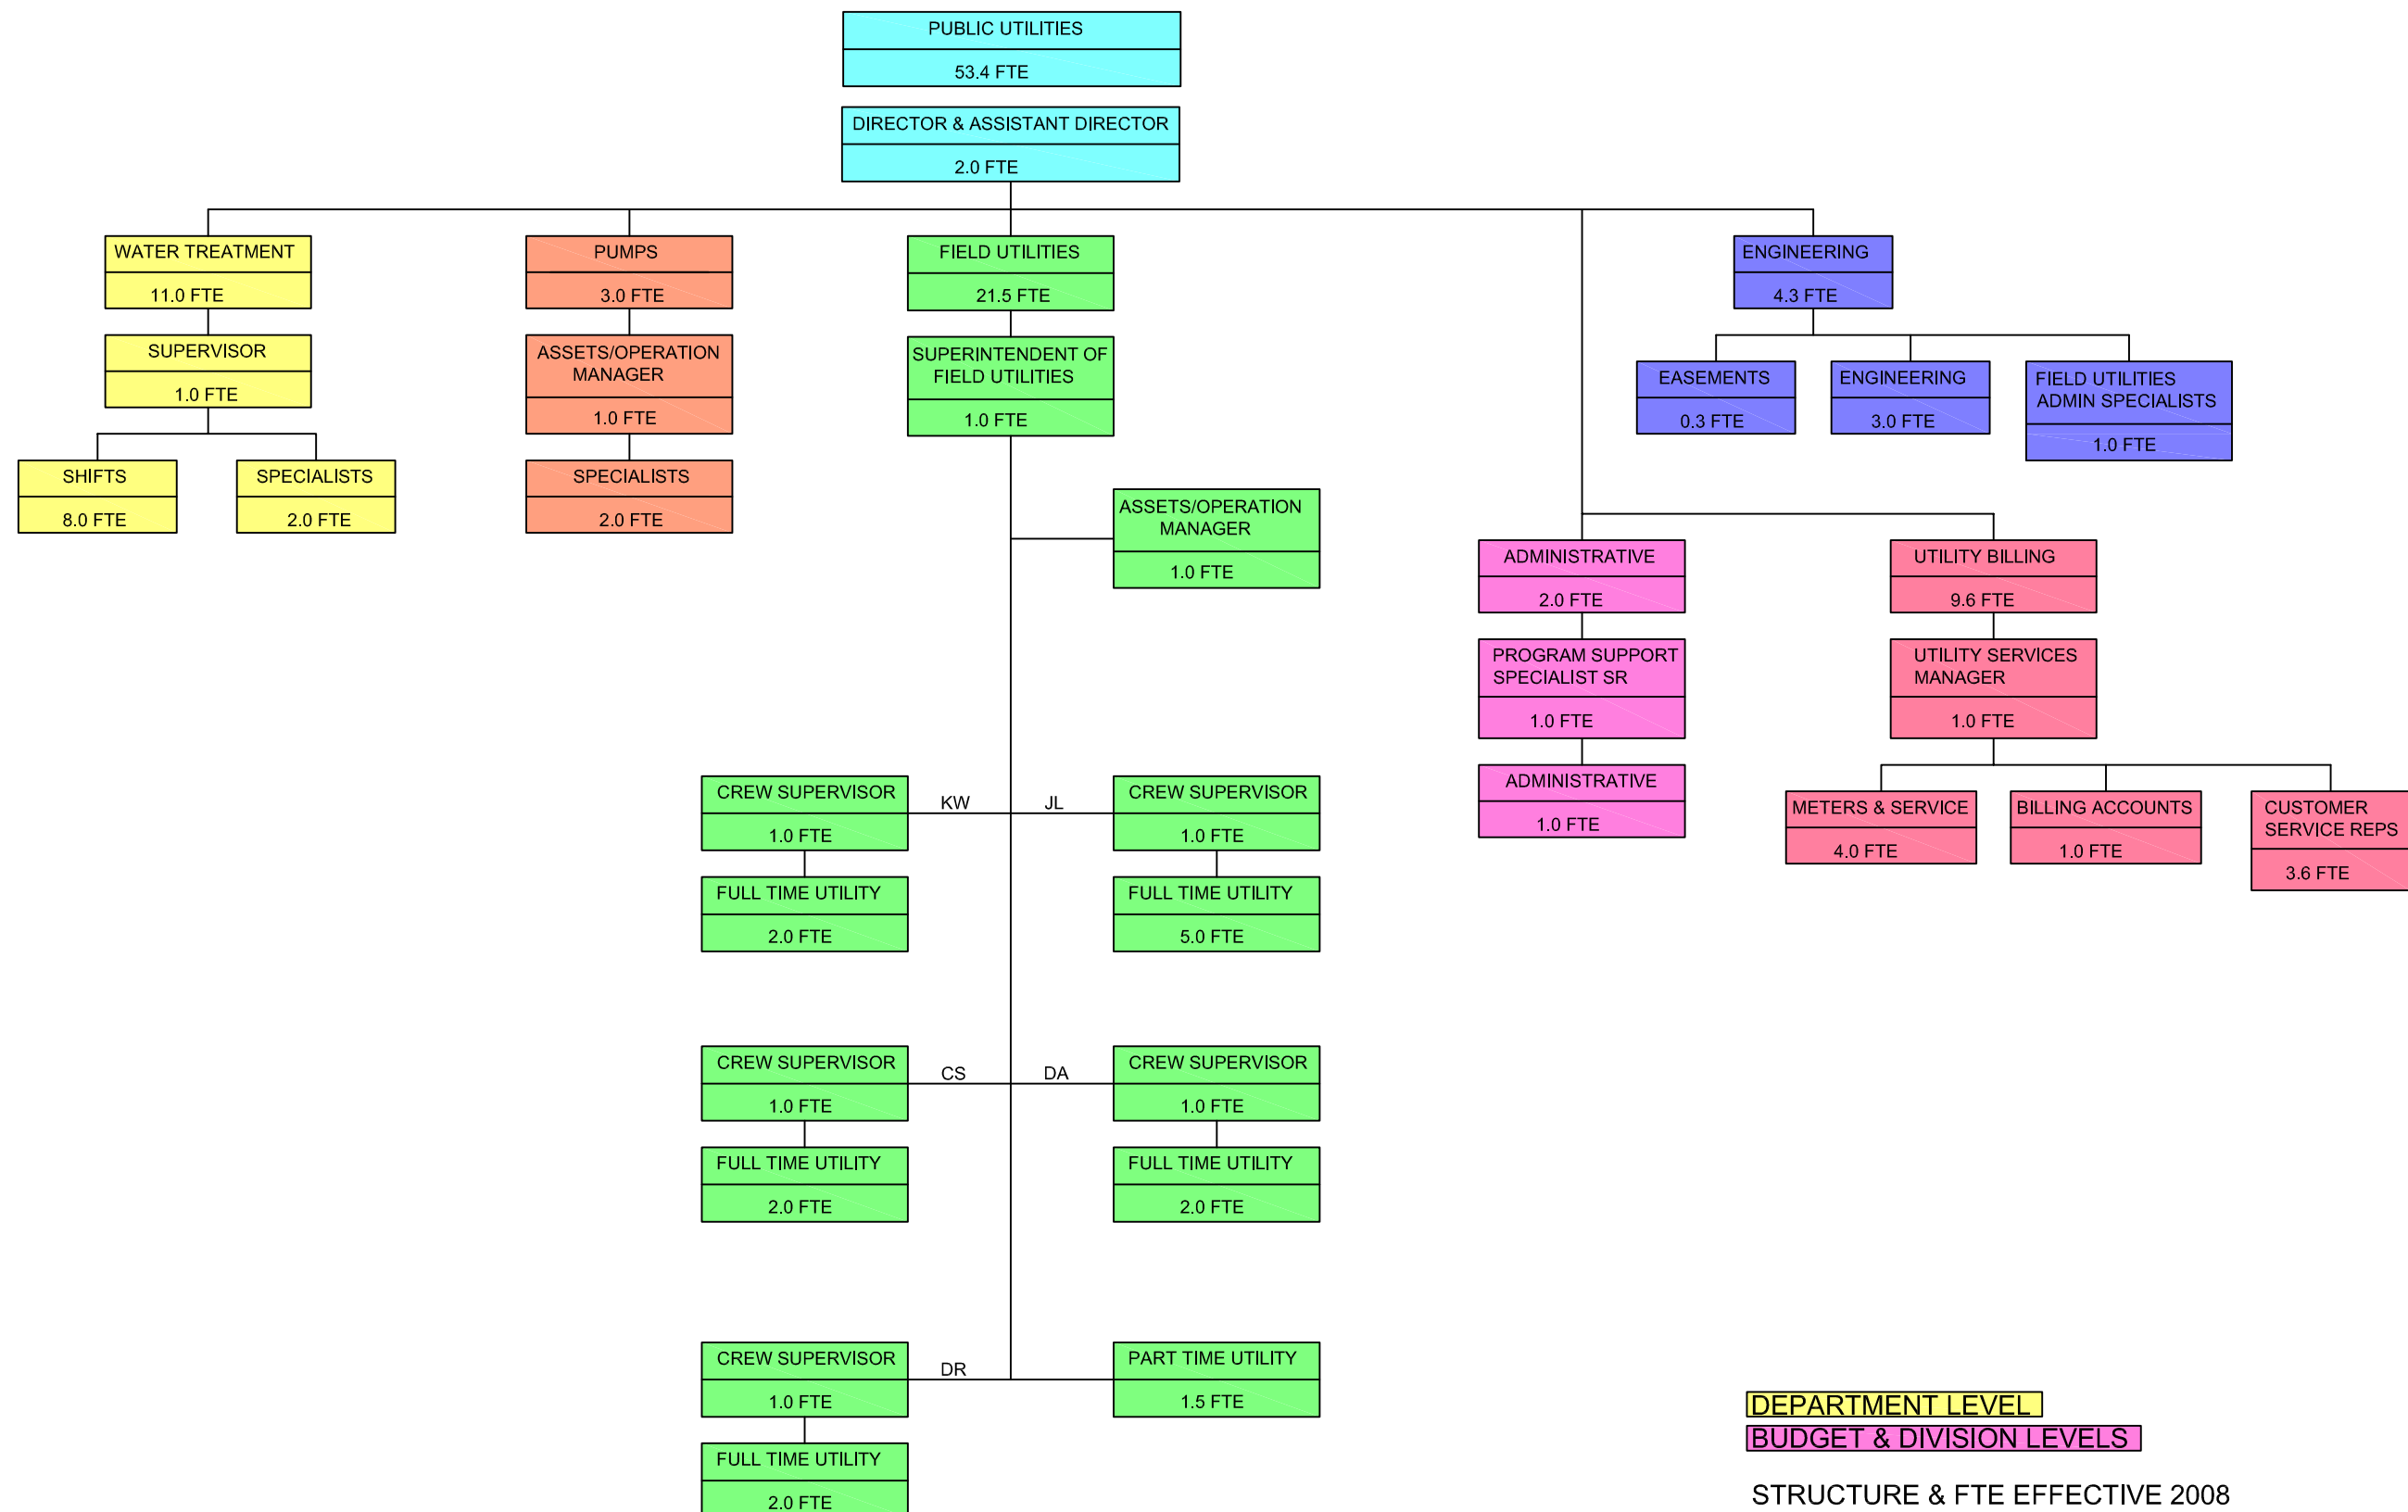 PUBLIC UTILITIES
53.4 FTE
DIRECTOR & ASSISTANT DIRECTOR
2.0 FTE
WATER TREATMENT
11.0 FTE
SUPERVISOR
1.0 FTE
SHIFTS
8.0 FTE
SPECIALISTS
2.0 FTE
PUMPS
3.0 FTE
ASSETS/OPERATION
MANAGER
1.0 FTE
SPECIALISTS
2.0 FTE
FIELD UTILITIES
21.5 FTE
SUPERINTENDENT OF
FIELD UTILITIES
1.0 FTE
ASSETS/OPERATION
MANAGER
1.0 FTE
CREW SUPERVISOR
1.0 FTE
KW
FULL TIME UTILITY
2.0 FTE
JL
CREW SUPERVISOR
1.0 FTE
FULL TIME UTILITY
5.0 FTE
CREW SUPERVISOR
1.0 FTE
CS
FULL TIME UTILITY
2.0 FTE
DA
CREW SUPERVISOR
1.0 FTE
FULL TIME UTILITY
2.0 FTE
CREW SUPERVISOR
1.0 FTE
DR
FULL TIME UTILITY
2.0 FTE
PART TIME UTILITY
1.5 FTE
ADMINISTRATIVE
2.0 FTE
PROGRAM SUPPORT
SPECIALIST SR
1.0 FTE
ADMINISTRATIVE
1.0 FTE
UTILITY BILLING
9.6 FTE
UTILITY SERVICES
MANAGER
1.0 FTE
METERS & SERVICE
4.0 FTE
BILLING ACCOUNTS
1.0 FTE
CUSTOMER
SERVICE REPS
3.6 FTE
ENGINEERING
4.3 FTE
EASEMENTS
0.3 FTE
ENGINEERING
3.0 FTE
FIELD UTILITIES
ADMIN SPECIALISTS
1.0 FTE
DEPARTMENT LEVEL
BUDGET & DIVISION LEVELS
STRUCTURE & FTE EFFECTIVE 2008